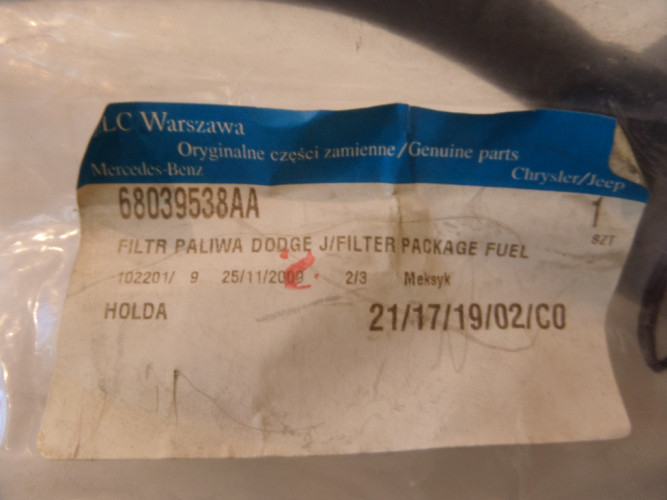 LC Warszawa
Oryginalne części zamienne/Genuine parts
Mercedes-Benz Chrysler/Jeep
68039538AA 1
FILTR PALIWA DODGE J/FILTER PACKAGE FUEL SZT
102201/ 9 25/11/2009 2/3 Meksyk
HOLDA 21/17/19/02/C0